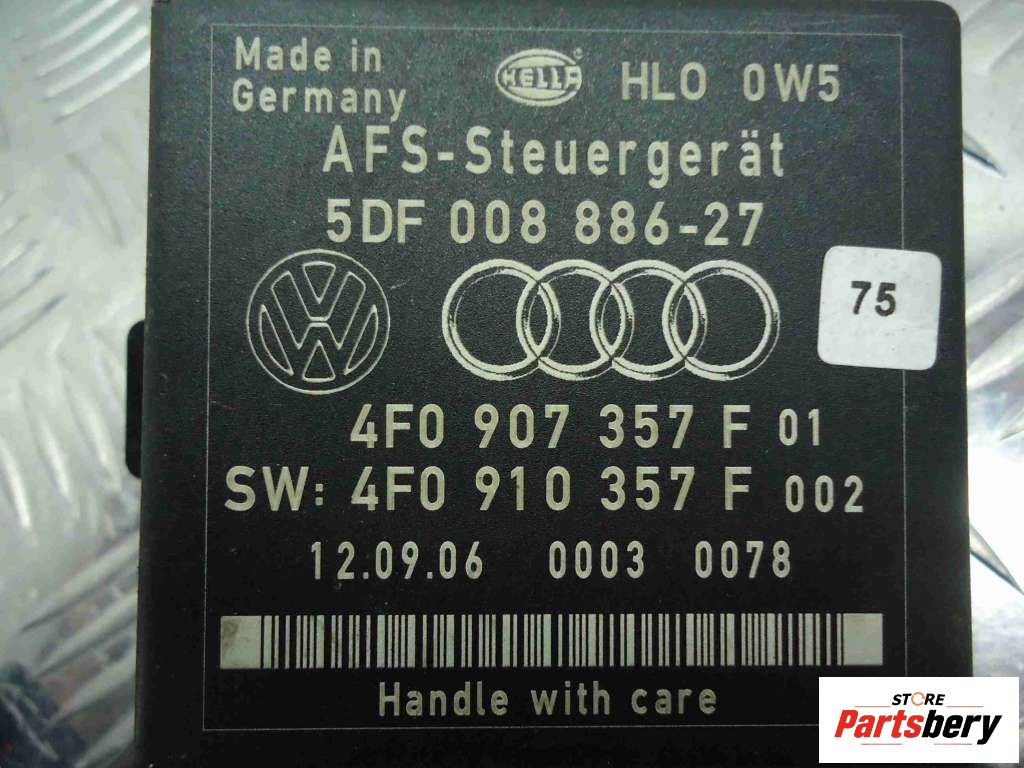 Made in HELLA HLO 0W5
Germany
AFS-Steuergerät
5DF 008 886-27
75
4F0 907 357 F 01
SW: 4F0 910 357 F 002
12.09.06 0003 0078
Handle with care
STORE
Partsbery